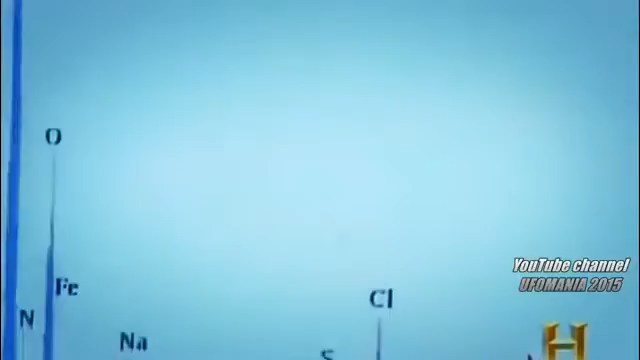 O
Fe
N
Na
S
Cl
YouTube channel
UFOMANIA 2015
H